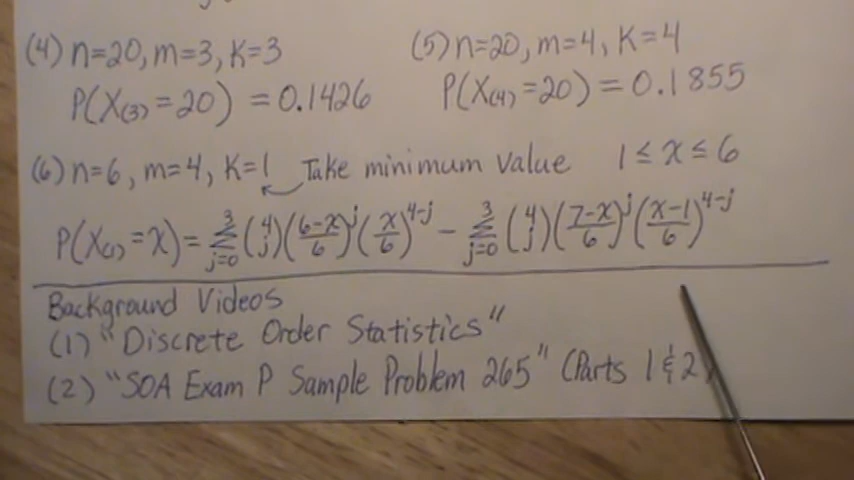 (4) n=20, m=3, K=3
P(X₍₃₎ = 20) = 0.1426
(5) n=20, m=4, K=4
P(X₍₄₎ = 20) = 0.1855
(6) n=6, m=4, K=1 Take minimum value 1 ≤ x ≤ 6
P(X₍₁₎ = x) = ∑_{j=0}^{3} (4 j) ((6-x)/6)^j (x/6)^{4-j} - ∑_{j=0}^{3} (4 j) ((7-x)/6)^j ((x-1)/6)^{4-j}
Background Videos
(1) "Discrete Order Statistics"
(2) "SOA Exam P Sample Problem 265" (Parts 1 & 2)